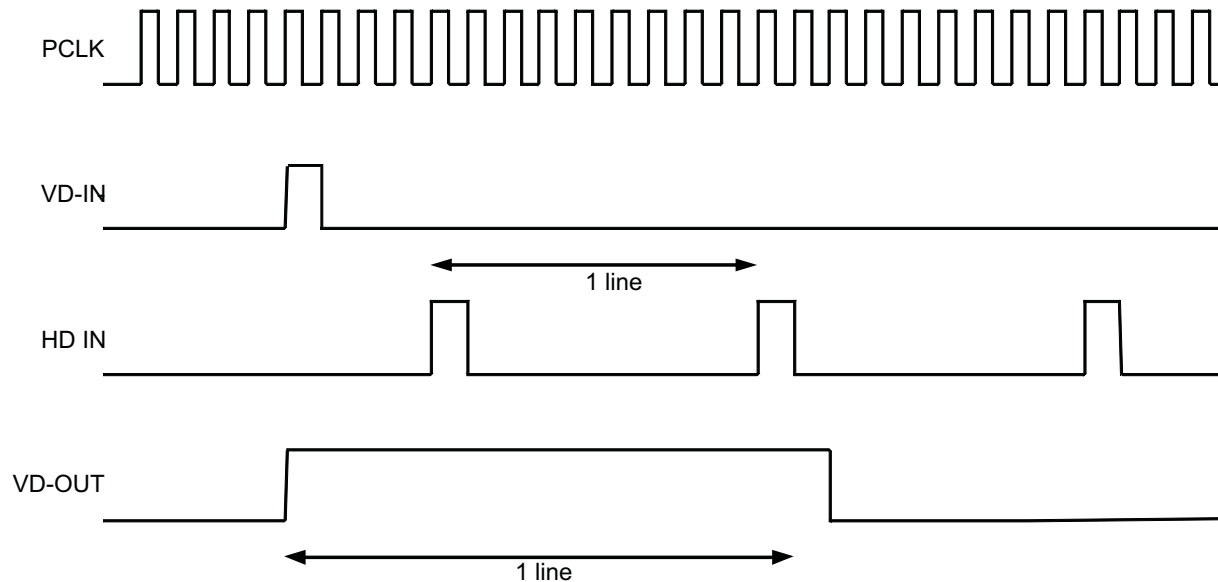 PCLK
VD-IN
1 line
HD IN
VD-OUT
1 line